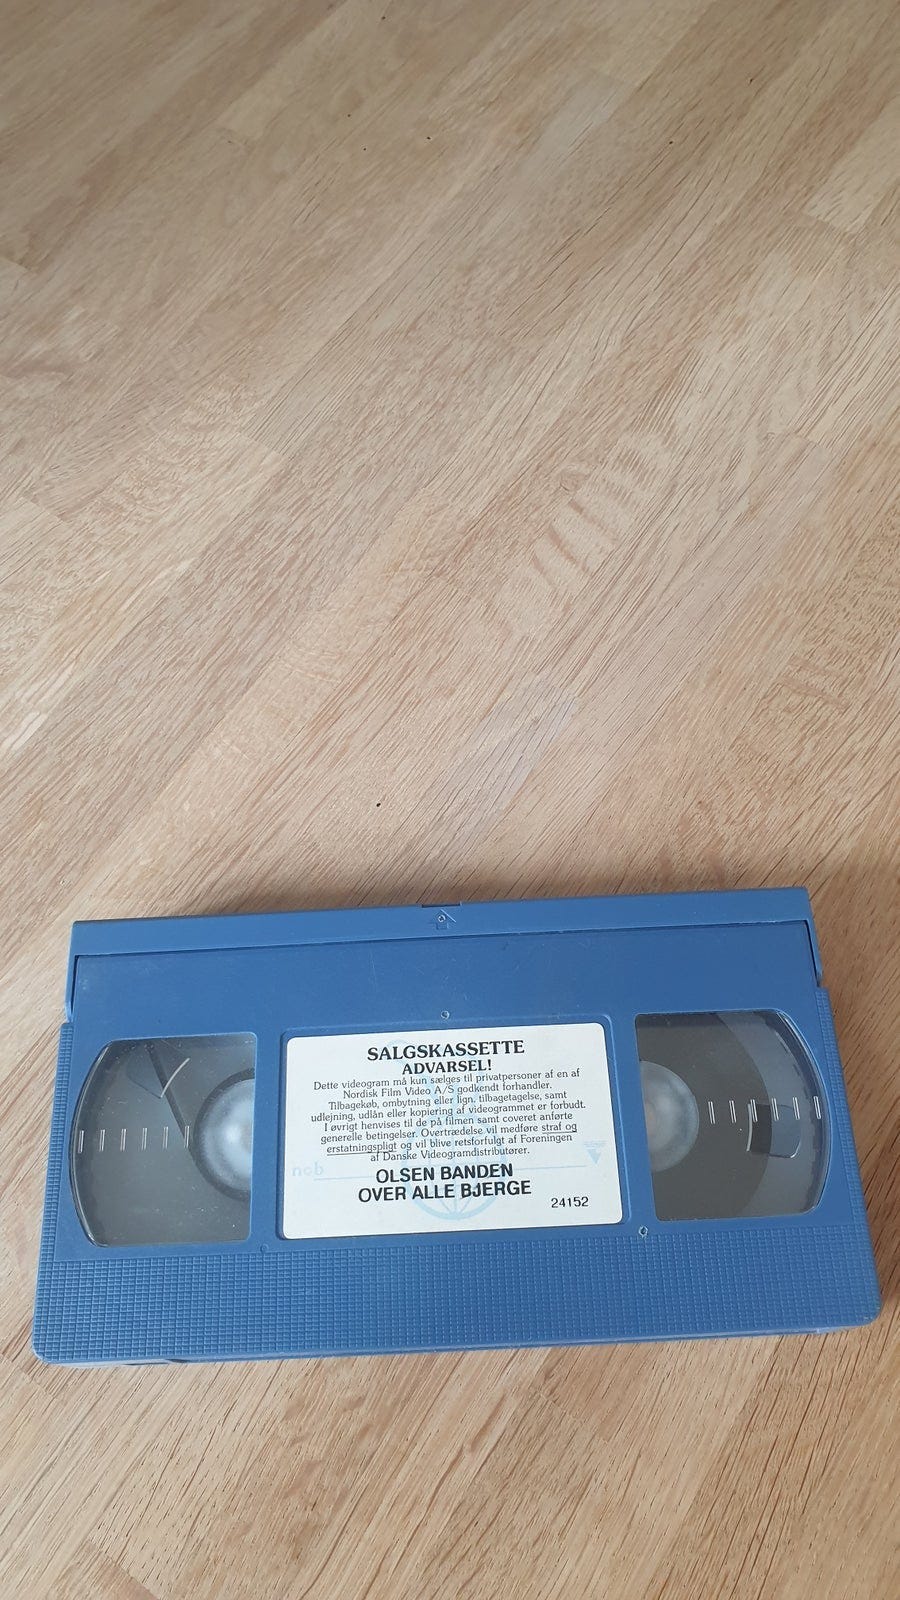 SALGSKASSETTE
ADVARSEL!
Dette videogram må kun sælges til privatpersoner af en af
Nordisk Film Video A/S godkendt forhandler.
Tilbagekøb, ombytning eller lign. tilbagetagelse, samt
udlejning, udlån eller kopiering af videogrammet er forbudt.
I øvrigt henvises til de på filmen samt coveret anførte
generelle betingelser. Overtrædelse vil medføre straf og
erstatningspligt og vil blive retsforfulgt af Foreningen
af Danske Videogramdistributører.
ncb
OLSEN BANDEN
OVER ALLE BJERGE
24152